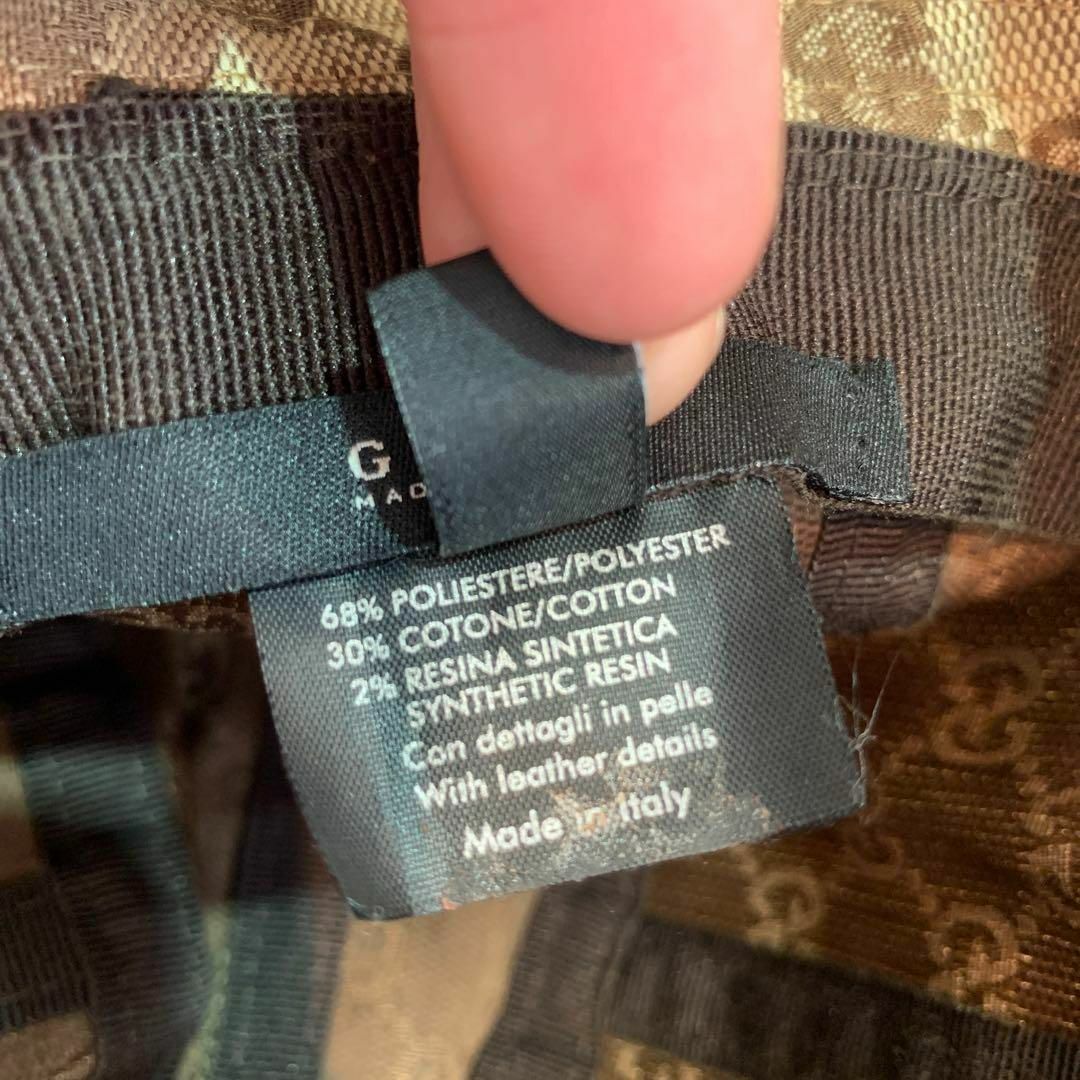 G
MAD
68% POLIESTERE/POLYESTER
30% COTONE/COTTON
2% RESINA SINTETICA
SYNTHETIC RESIN
Con dettagli in pelle
With leather details
Made in Italy